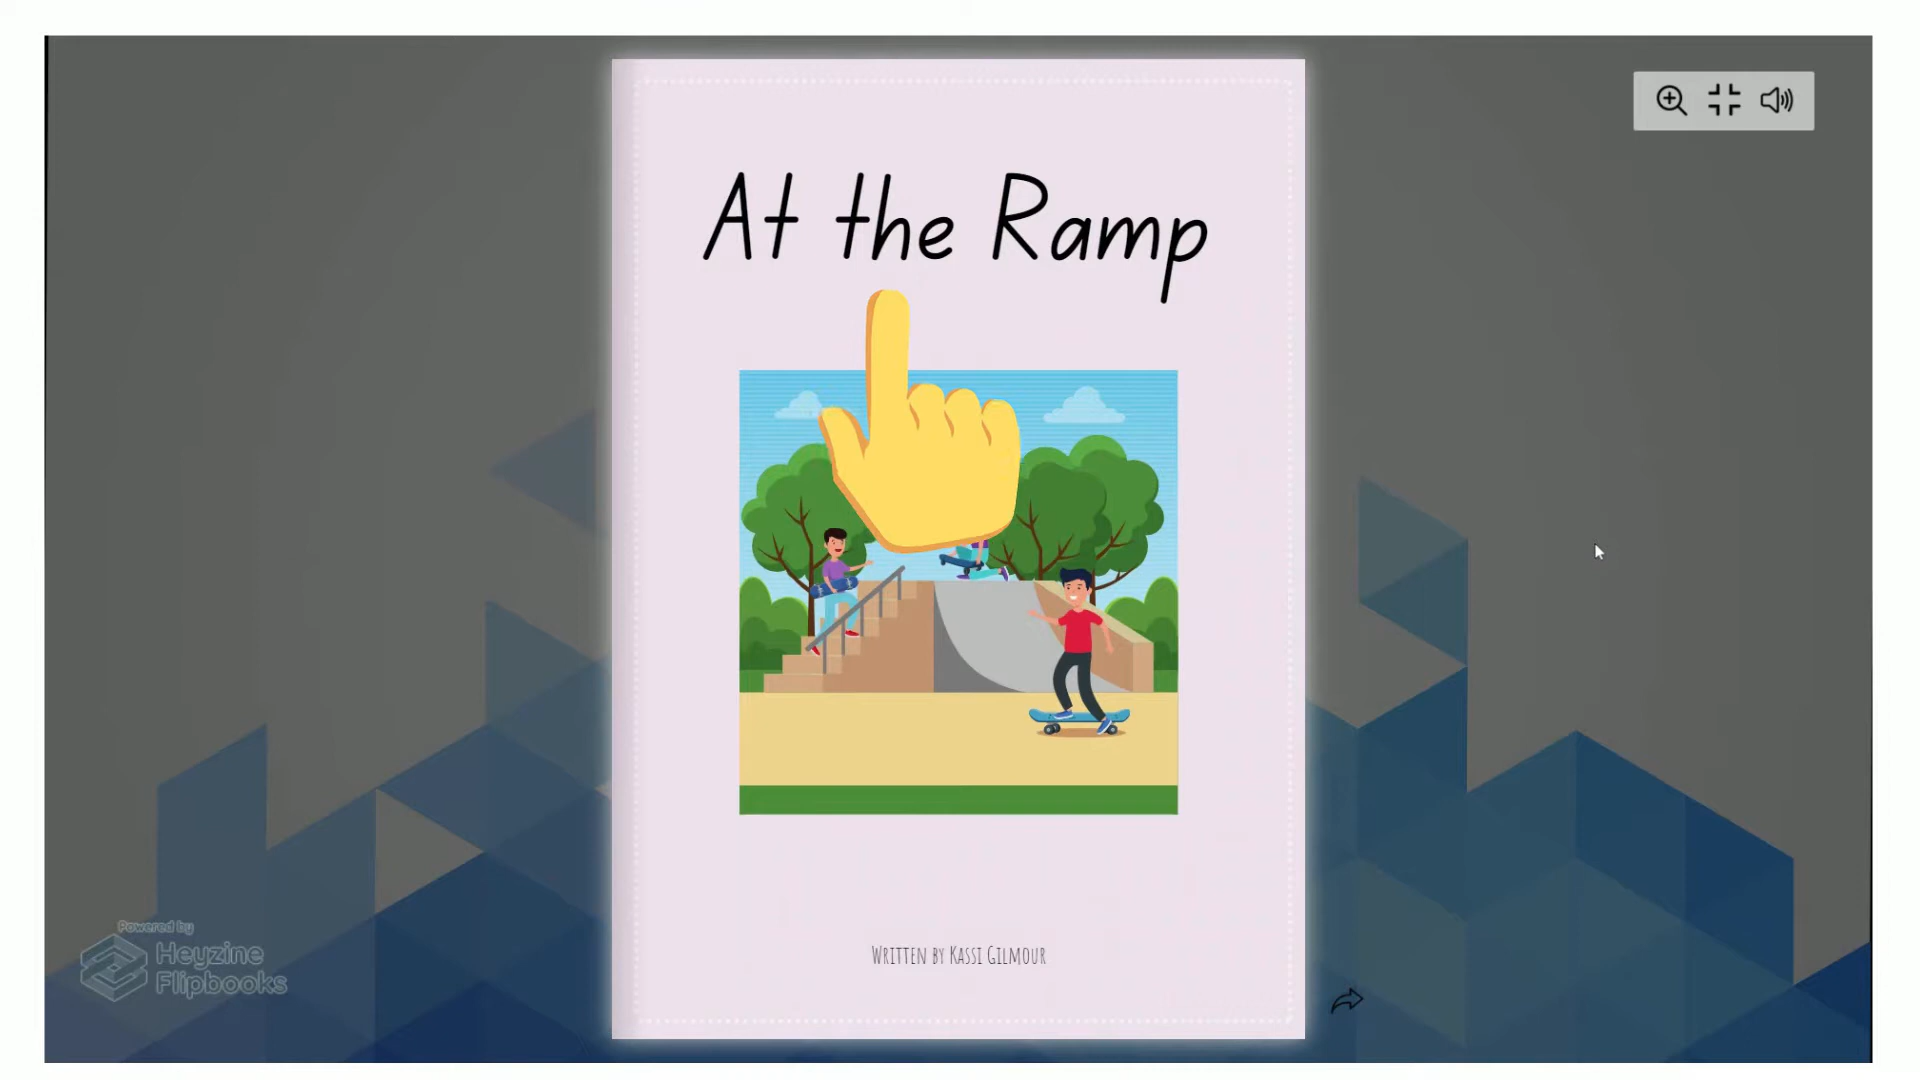 At the Ramp
WRITTEN BY KASSI GILMOUR
Powered by
Heyzine
Flipbooks